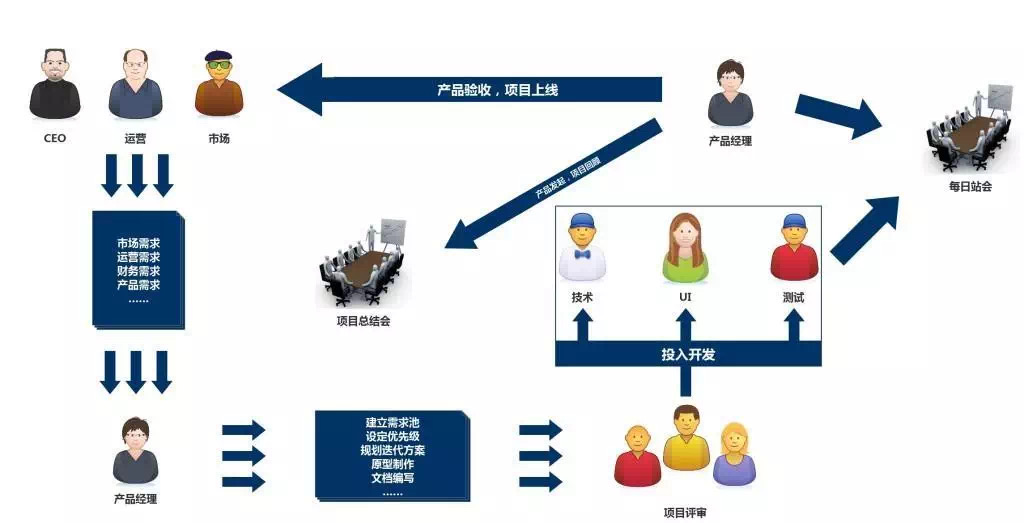 产品验收，项目上线
CEO
运营
市场
产品经理
每日站会
产品发起，项目回顾
市场需求
运营需求
财务需求
产品需求
......
项目总结会
技术
UI
测试
投入开发
产品经理
建立需求池
设定优先级
规划迭代方案
原型制作
文档编写
......
项目评审